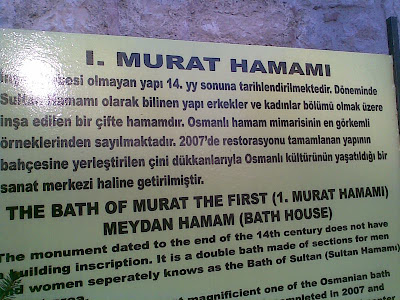 I. MURAT HAMAMI
olmayan yapı 14. yy sonuna tarihlendirilmektedir. Döneminde
Sultan Hamamı olarak bilinen yapı erkekler ve kadınlar bölümü olmak üzere
inşa edilen bir çifte hamamdır. Osmanlı hamam mimarisinin en görkemli
örneklerinden sayılmaktadır. 2007'de restorasyonu tamamlanan yapının
bahçesine yerleştirilen çini dükkanlarıyla Osmanlı kültürünün yaşatıldığı bir
sanat merkezi haline getirilmiştir.
THE BATH OF MURAT THE FIRST (1. MURAT HAMAMI)
MEYDAN HAMAM (BATH HOUSE)
The monument dated to the end of the 14th century does not have
building inscription. It is a double bath made of sections for men
and women seperately knows as the Bath of Sultan (Sultan Hamamı)
magnificient one of the Osmanian bath
completed in 2007 and
center